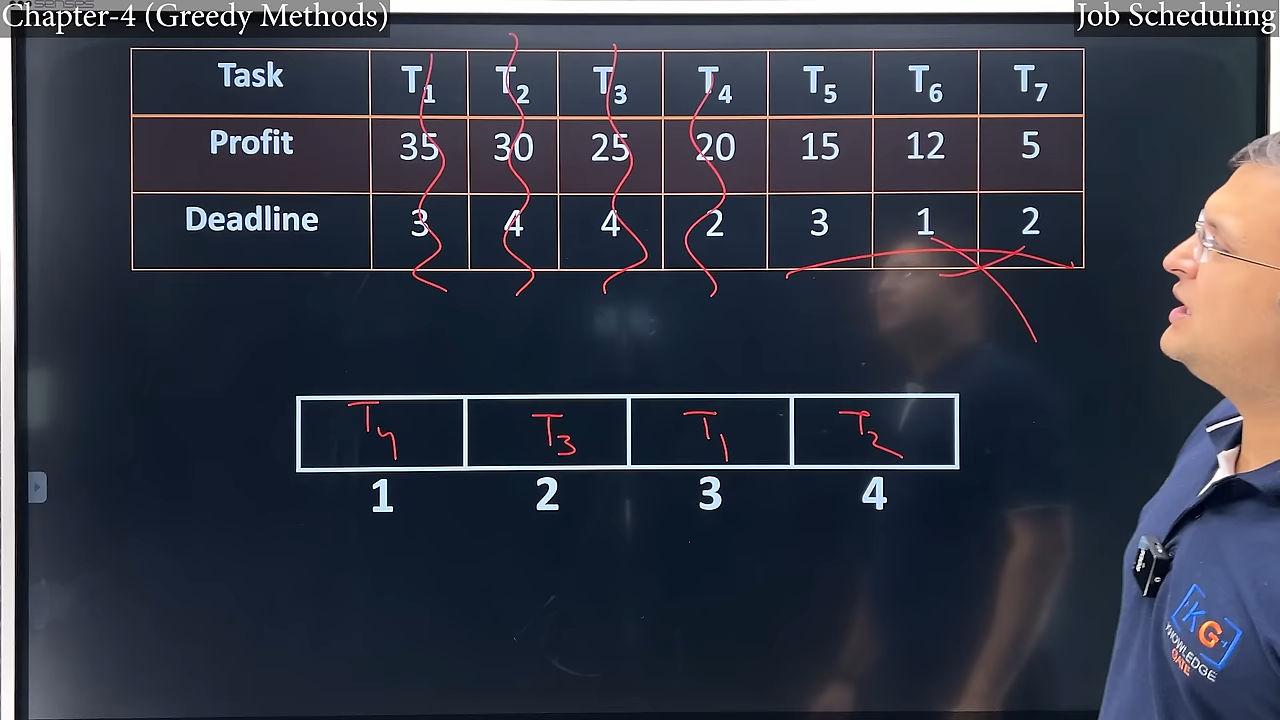 Chapter-4 (Greedy Methods)
Job Scheduling
Task T1 T2 T3 T4 T5 T6 T7
Profit 35 30 25 20 15 12 5
Deadline 3 4 4 2 3 1 2
T4 T3 T1 T2
1 2 3 4
KG
KNOWLEDGE
GATE